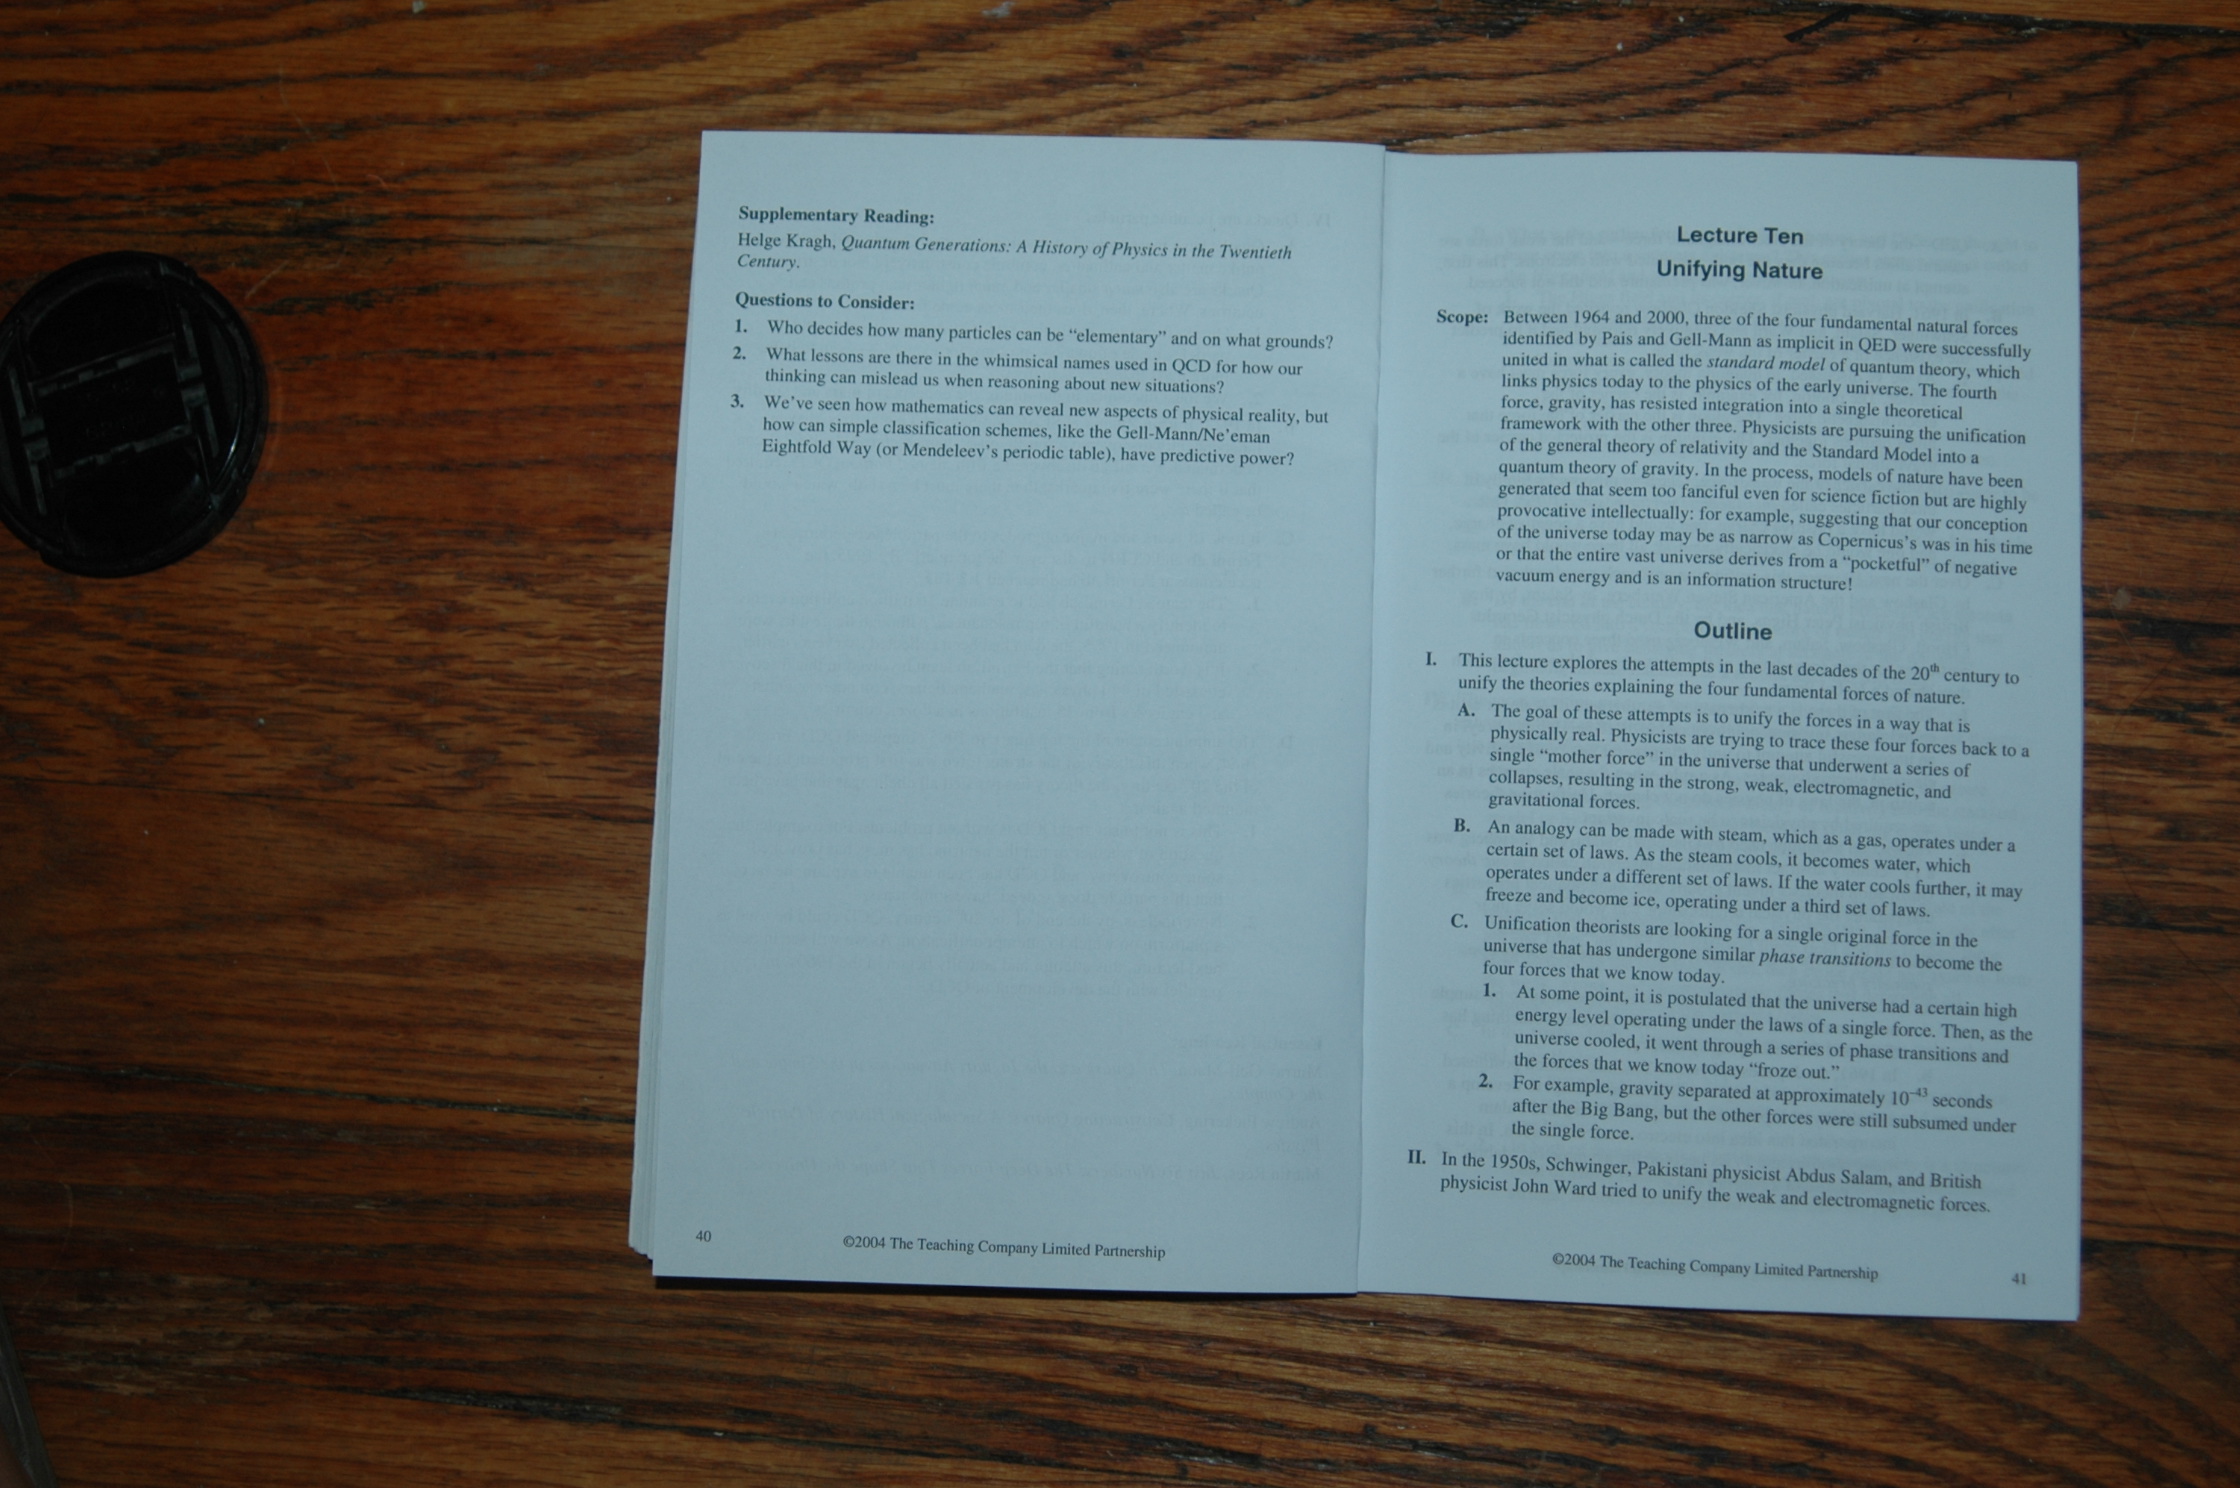 Supplementary Reading:
Helge Kragh, Quantum Generations: A History of Physics in the Twentieth
Century.
Questions to Consider:
1. Who decides how many particles can be “elementary” and on what grounds?
2. What lessons are there in the whimsical names used in QCD for how our
thinking can mislead us when reasoning about new situations?
3. We’ve seen how mathematics can reveal new aspects of physical reality, but
how can simple classification schemes, like the Gell-Mann/Ne’eman
Eightfold Way (or Mendeleev’s periodic table), have predictive power?
40
©2004 The Teaching Company Limited Partnership
Lecture Ten
Unifying Nature
Scope: Between 1964 and 2000, three of the four fundamental natural forces
identified by Pais and Gell-Mann as implicit in QED were successfully
united in what is called the standard model of quantum theory, which
links physics today to the physics of the early universe. The fourth
force, gravity, has resisted integration into a single theoretical
framework with the other three. Physicists are pursuing the unification
of the general theory of relativity and the Standard Model into a
quantum theory of gravity. In the process, models of nature have been
generated that seem too fanciful even for science fiction but are highly
provocative intellectually: for example, suggesting that our conception
of the universe today may be as narrow as Copernicus’s was in his time
or that the entire vast universe derives from a “pocketful” of negative
vacuum energy and is an information structure!
Outline
I. This lecture explores the attempts in the last decades of the 20th century to
unify the theories explaining the four fundamental forces of nature.
A. The goal of these attempts is to unify the forces in a way that is
physically real. Physicists are trying to trace these four forces back to a
single “mother force” in the universe that underwent a series of
collapses, resulting in the strong, weak, electromagnetic, and
gravitational forces.
B. An analogy can be made with steam, which as a gas, operates under a
certain set of laws. As the steam cools, it becomes water, which
operates under a different set of laws. If the water cools further, it may
freeze and become ice, operating under a third set of laws.
C. Unification theorists are looking for a single original force in the
universe that has undergone similar phase transitions to become the
four forces that we know today.
1. At some point, it is postulated that the universe had a certain high
energy level operating under the laws of a single force. Then, as the
universe cooled, it went through a series of phase transitions and
the forces that we know today “froze out.”
2. For example, gravity separated at approximately 10⁻⁴³ seconds
after the Big Bang, but the other forces were still subsumed under
the single force.
II. In the 1950s, Schwinger, Pakistani physicist Abdus Salam, and British
physicist John Ward tried to unify the weak and electromagnetic forces.
©2004 The Teaching Company Limited Partnership
41